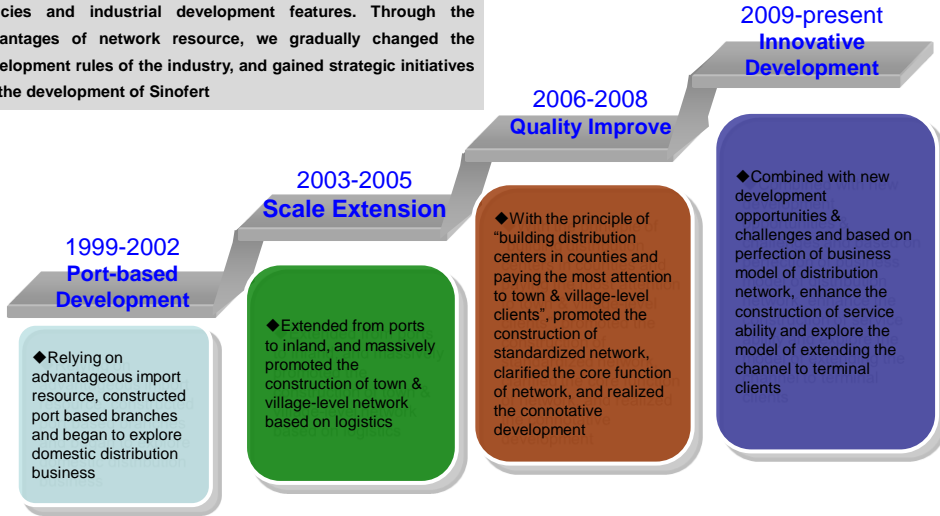 cies and industrial development features. Through the
antages of network resource, we gradually changed the
elopment rules of the industry, and gained strategic initiatives
the development of Sinofert
1999-2002
Port-based
Development
◆Relying on
advantageous import
resource, constructed
port based branches
and began to explore
domestic distribution
business
2003-2005
Scale Extension
◆Extended from ports
to inland, and massively
promoted the
construction of town &
village-level network
based on logistics
2006-2008
Quality Improve
◆With the principle of
“building distribution
centers in counties and
paying the most attention
to town & village-level
clients”, promoted the
construction of
standardized network,
clarified the core function
of network, and realized
the connotative
development
2009-present
Innovative
Development
◆Combined with new
development
opportunities &
challenges and based on
perfection of business
model of distribution
network, enhance the
construction of service
ability and explore the
model of extending the
channel to terminal
clients